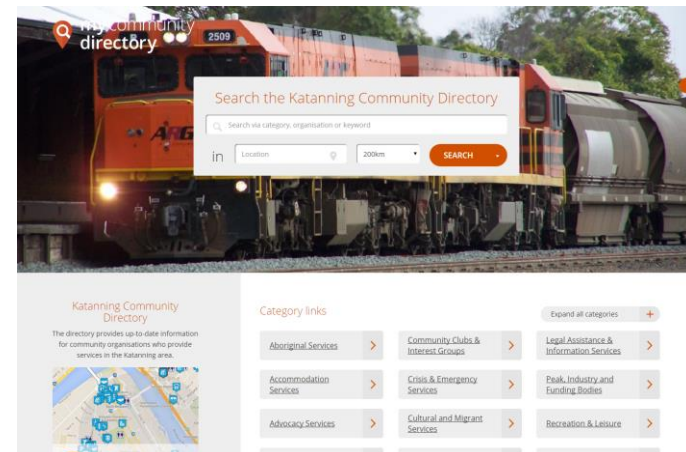 my community
directory
2509
ARG
Search the Katanning Community Directory
Search via category, organisation or keyword
in
Location
200km
SEARCH
Katanning Community
Directory
The directory provides up-to-date information
for community organisations who provide
services in the Katanning area.
Category links
Expand all categories
Aboriginal Services
Community Clubs &
Interest Groups
Legal Assistance &
Information Services
Accommodation
Services
Crisis & Emergency
Services
Peak, Industry and
Funding Bodies
Advocacy Services
Cultural and Migrant
Services
Recreation & Leisure